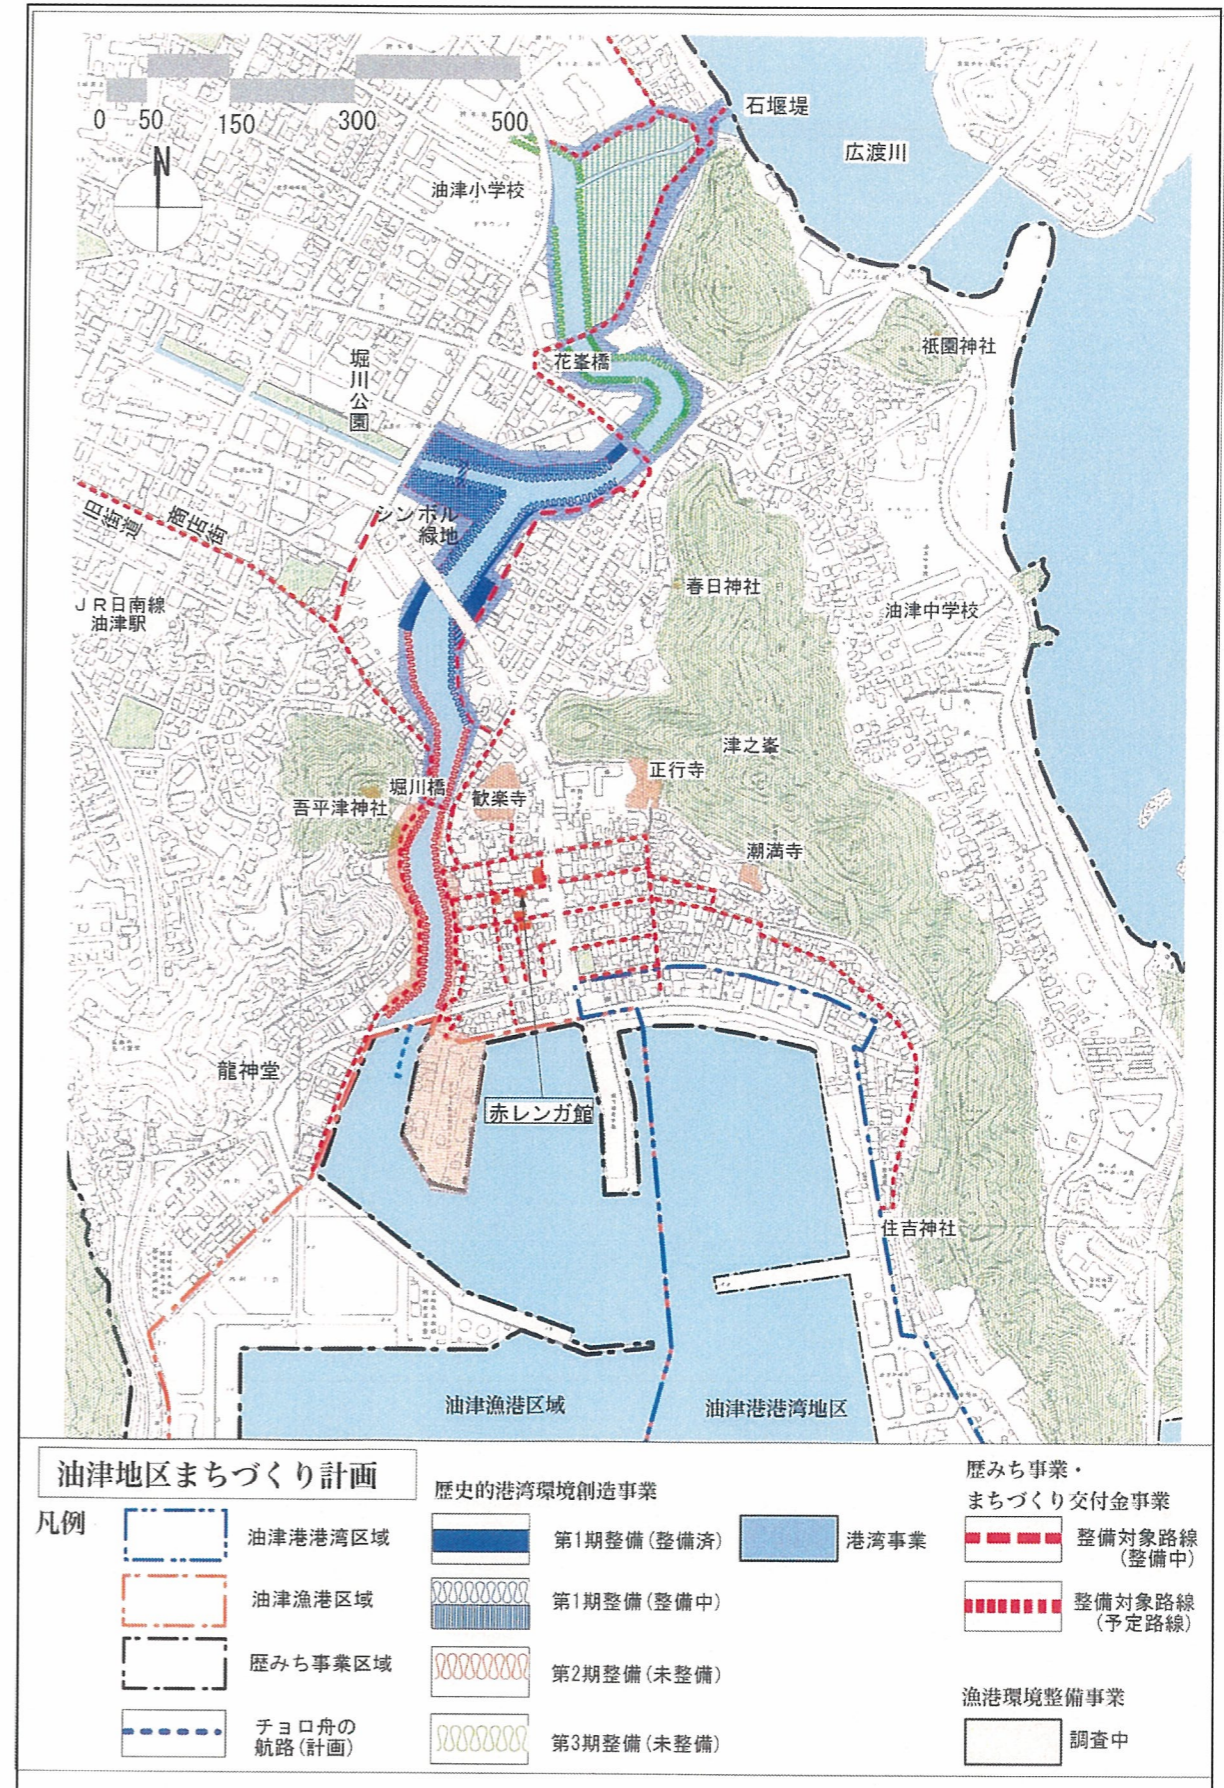 0 50 150 300 500
N
石堰堤
広渡川
油津小学校
グラウンド
花峯橋
祇園神社
堀川公園
シンボル
緑地
旧街道
商店街
春日神社
油津中学校
JR日南線
油津駅
津之峯
正行寺
堀川橋
歓楽寺
吾平津神社
潮満寺
龍神堂
赤レンガ館
住吉神社
油津漁港区域
油津港港湾地区
油津地区まちづくり計画
凡例
油津港港湾区域
油津漁港区域
歴みち事業区域
チョロ舟の
航路(計画)
歴史的港湾環境創造事業
第1期整備(整備済)
第1期整備(整備中)
第2期整備(未整備)
第3期整備(未整備)
港湾事業
歴みち事業・
まちづくり交付金事業
整備対象路線
(整備中)
整備対象路線
(予定路線)
漁港環境整備事業
調査中